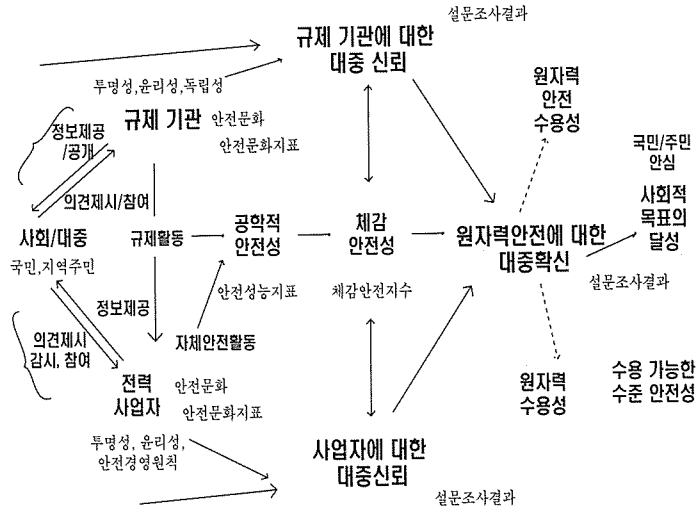 설문조사결과
규제 기관에 대한
대중 신뢰
투명성,윤리성,독립성
원자력
안전
수용성
규제 기관
안전문화
안전문화지표
정보제공
/공개
국민/주민
안심
의견제시/참여
사회적
목표의
달성
사회/대중
국민,지역주민
규제활동
공학적
안전성
체감
안전성
원자력안전에 대한
대중확신
설문조사결과
안전성능지표
체감안전지수
정보제공
의견제시
감시, 참여
자체안전활동
전력
사업자
안전문화
안전문화지표
원자력
수용성
수용 가능한
수준 안전성
투명성, 윤리성,
안전경영원칙
사업자에 대한
대중신뢰
설문조사결과